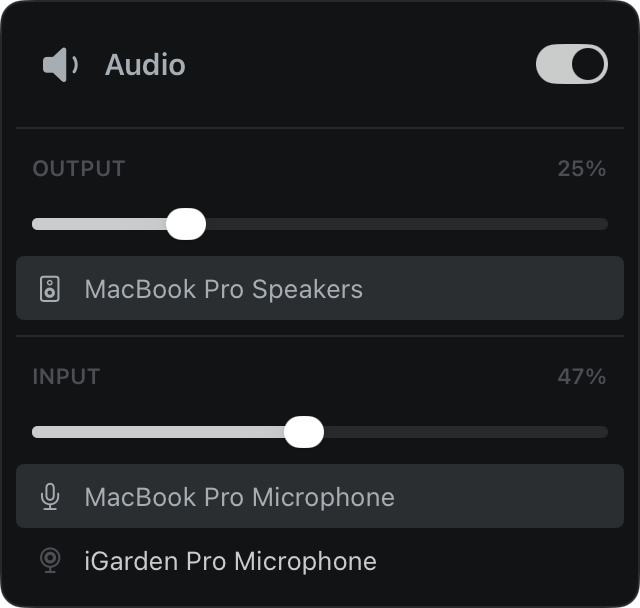 Audio
OUTPUT 25%
MacBook Pro Speakers
INPUT 47%
MacBook Pro Microphone
iGarden Pro Microphone